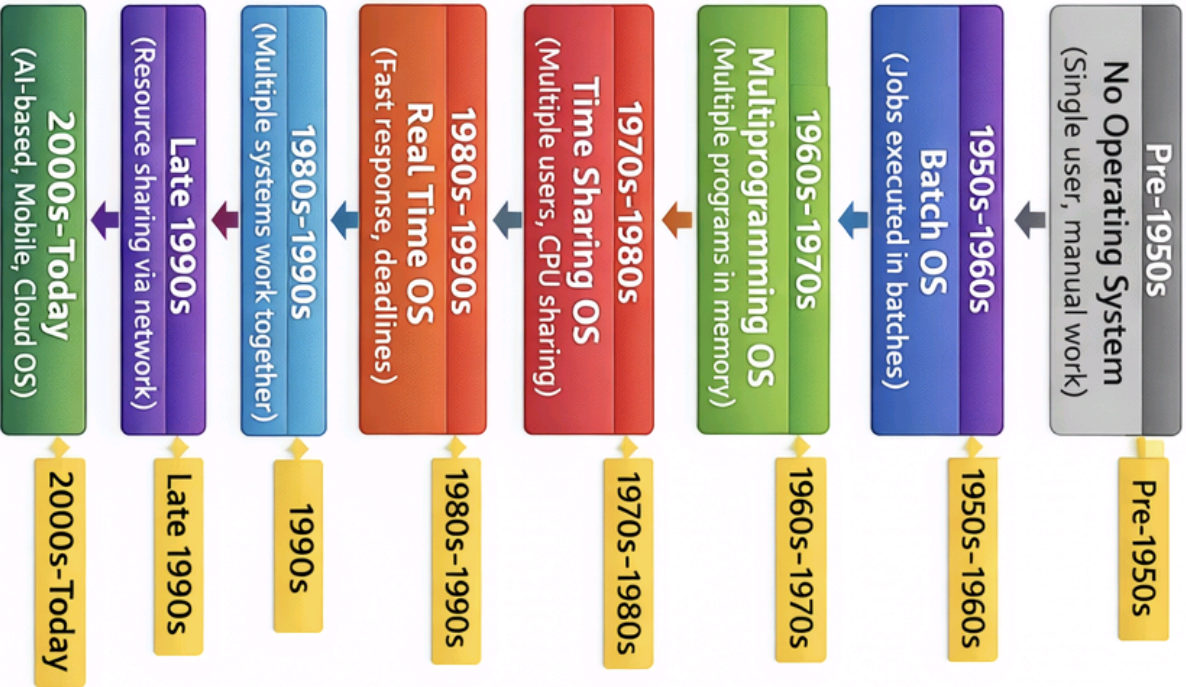 Pre-1950s
No Operating System
(Single user, manual work)
Pre-1950s
1950s-1960s
Batch OS
(Jobs executed in batches)
1950s-1960s
1960s-1970s
Multiprogramming OS
(Multiple programs in memory)
1960s-1970s
1970s-1980s
Time Sharing OS
(Multiple users, CPU sharing)
1970s-1980s
1980s-1990s
Real Time OS
(Fast response, deadlines)
1980s-1990s
1980s-1990s
(Multiple systems work together)
1990s
Late 1990s
(Resource sharing via network)
Late 1990s
2000s-Today
(AI-based, Mobile, Cloud OS)
2000s-Today